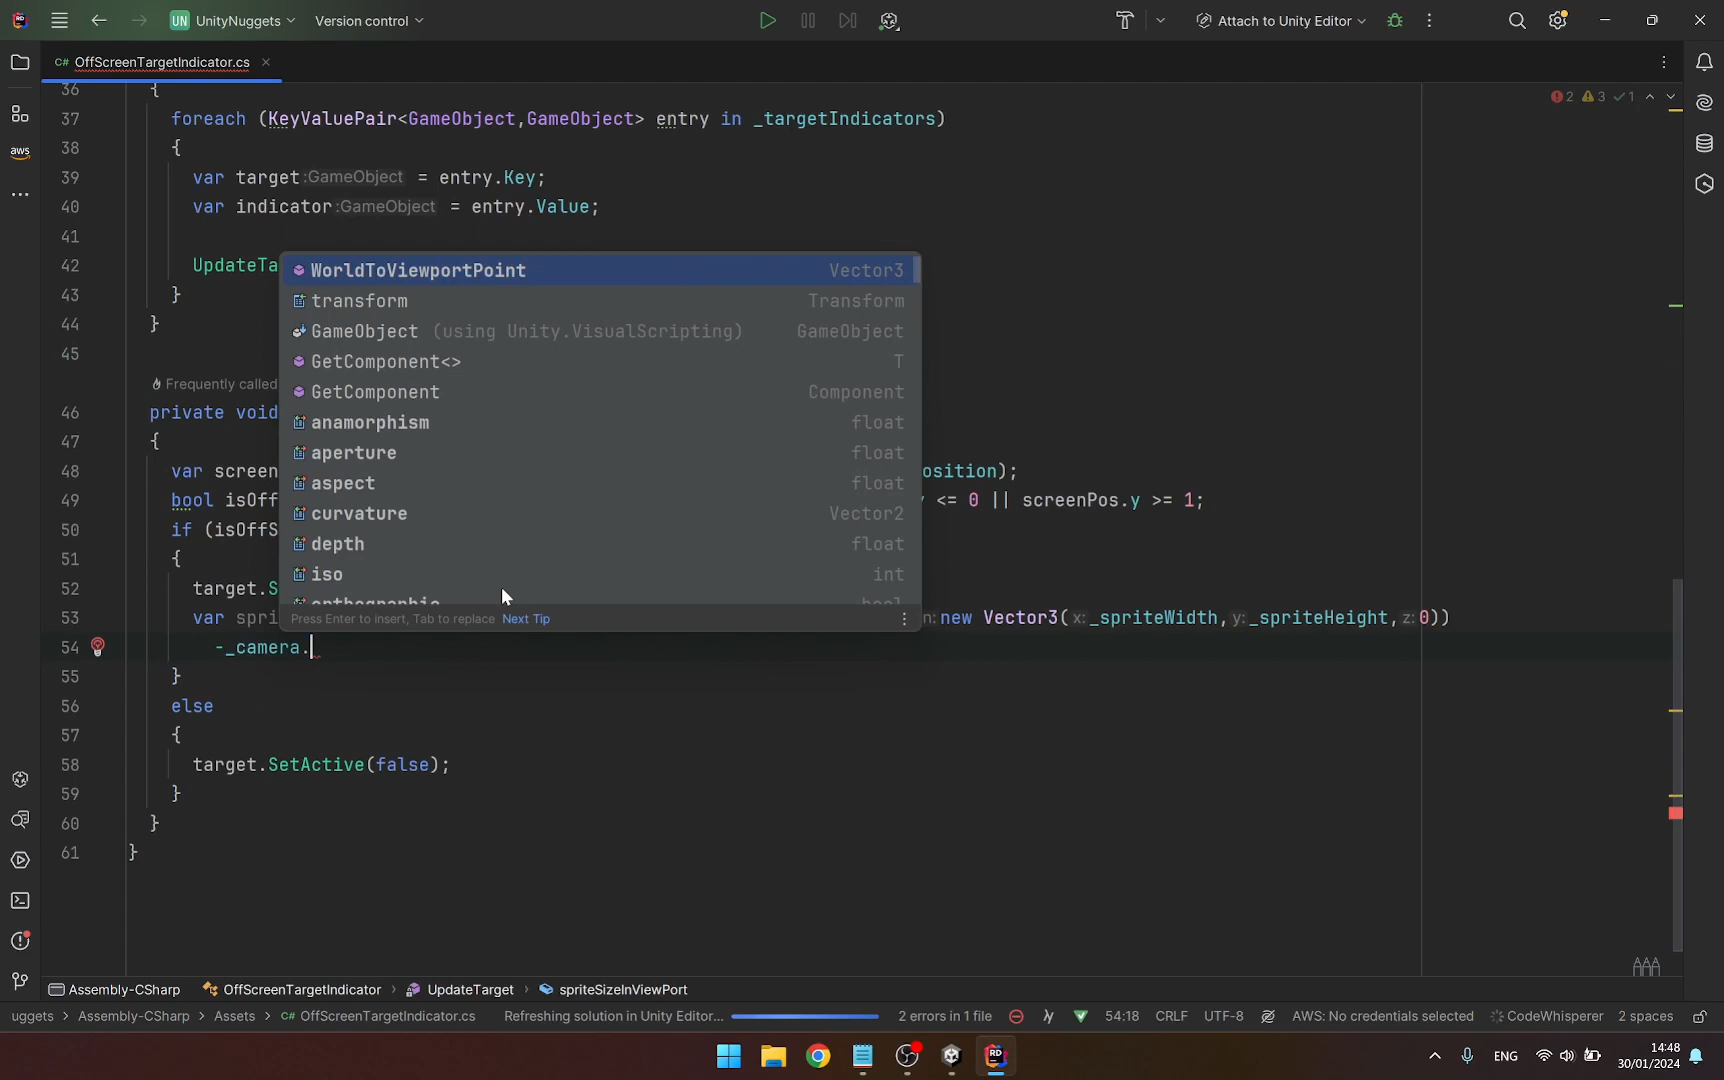 UN UnityNuggets Version control Attach to Unity Editor
C# OffScreenTargetIndicator.cs
36 {
2 3 1
37 foreach (KeyValuePair<GameObject,GameObject> entry in _targetIndicators)
38 {
39 var target :GameObject = entry.Key;
aws
40 var indicator :GameObject = entry.Value;
41
42 UpdateTa
43 }
44 }
45
Frequently called
46 private void
47 {
48 var screen osition);
49 bool isOff <= 0 || screenPos.y >= 1;
50 if (isOffS
51 {
52 target.S
53 var spri n: new Vector3( x: _spriteWidth, y: _spriteHeight, z: 0))
54 -_camera.
55 }
56 else
57 {
58 target.SetActive(false);
59 }
60 }
61 }
WorldToViewportPoint Vector3
transform Transform
GameObject (using Unity.VisualScripting) GameObject
GetComponent<> T
GetComponent Component
anamorphism float
aperture float
aspect float
curvature Vector2
depth float
iso int
orthographic bool
Press Enter to insert, Tab to replace Next Tip
Assembly-CSharp OffScreenTargetIndicator UpdateTarget spriteSizeInViewPort
uggets Assembly-CSharp Assets C# OffScreenTargetIndicator.cs Refreshing solution in Unity Editor... 2 errors in 1 file 54:18 CRLF UTF-8 AWS: No credentials selected CodeWhisperer 2 spaces
RD ENG 14:48
30/01/2024